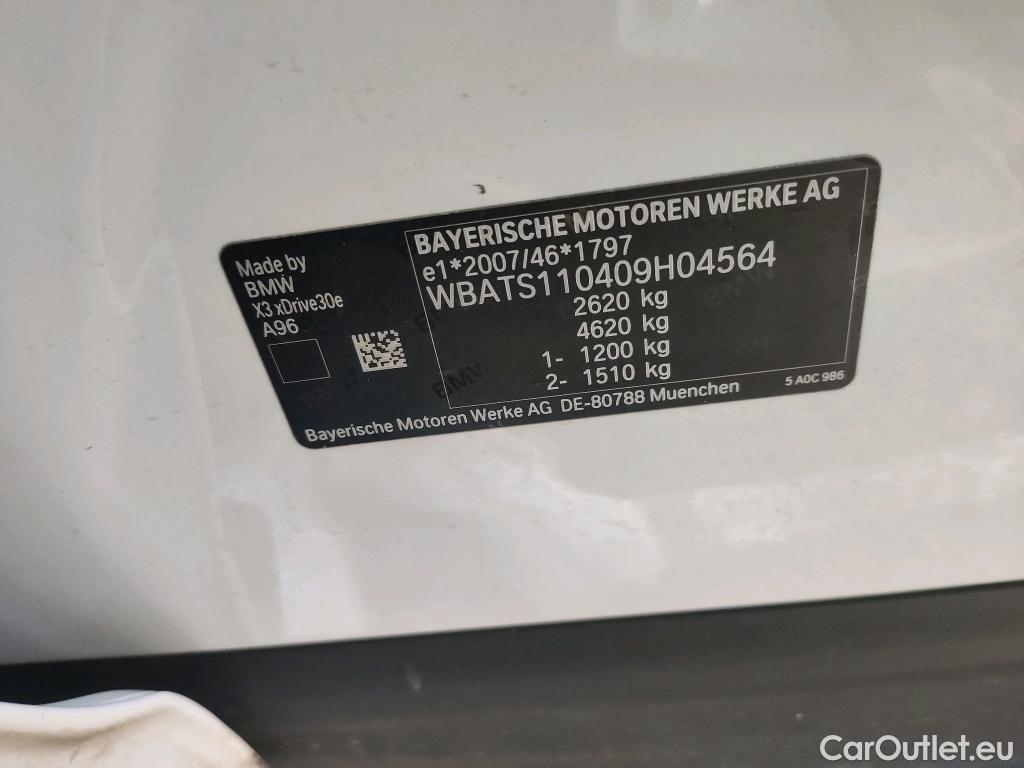 Made by
BMW
X3 xDrive30e
A96
BAYERISCHE MOTOREN WERKE AG
e1*2007/46*1797
WBATS110409H04564
2620 kg
4620 kg
1- 1200 kg
2- 1510 kg
5 A0C 986
Bayerische Motoren Werke AG DE-80788 Muenchen
CarOutlet.eu